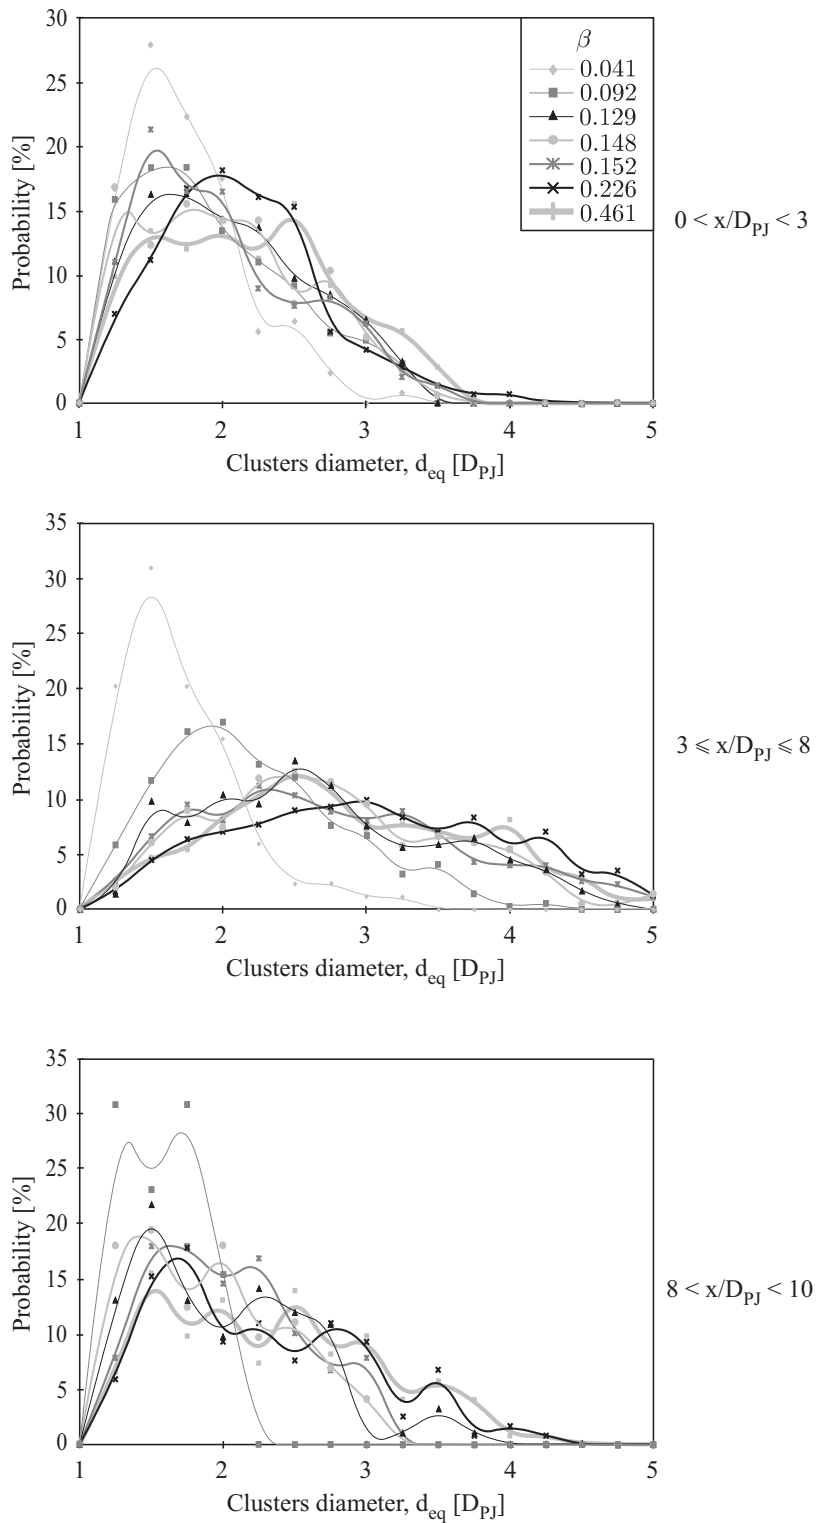 30
25
20
15
10
5
0
Probability [%]
β
0.041
0.092
0.129
0.148
0.152
0.226
0.461
0 < x/D_PJ < 3
1 2 3 4 5
Clusters diameter, d_eq [D_PJ]
35
30
25
20
15
10
5
0
Probability [%]
3 ⩽ x/D_PJ ⩽ 8
1 2 3 4 5
Clusters diameter, d_eq [D_PJ]
35
30
25
20
15
10
5
0
Probability [%]
8 < x/D_PJ < 10
1 2 3 4 5
Clusters diameter, d_eq [D_PJ]